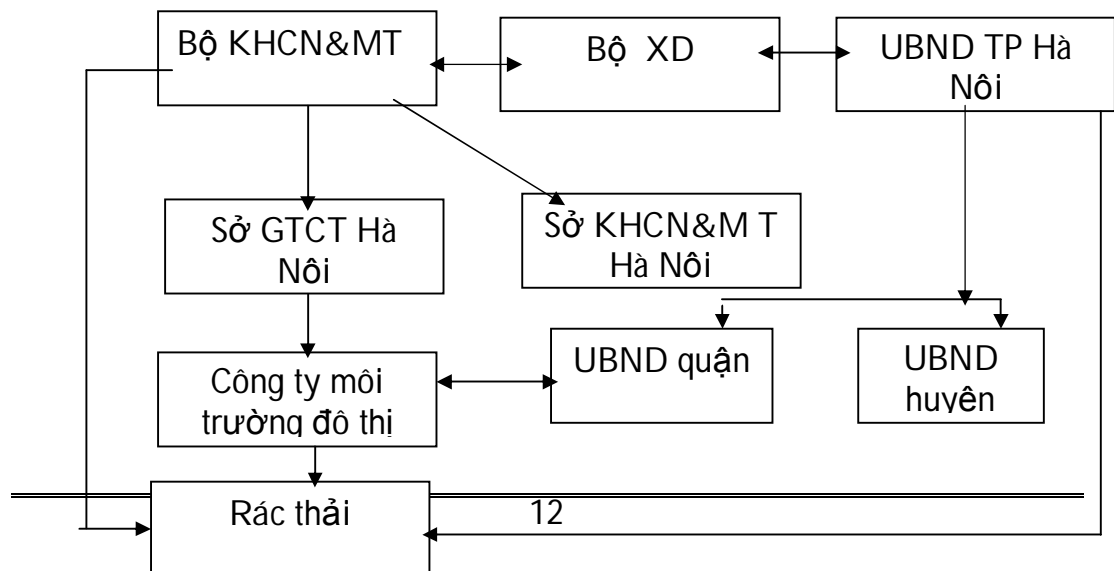 Bộ KHCN&MT
Bộ XD
UBND TP Hà
Nôi
Sở GTCT Hà
Nôi
Sở KHCN&M T
Hà Nôi
Công ty môi
trường đô thị
UBND quận
UBND
huyên
Rác thải
12